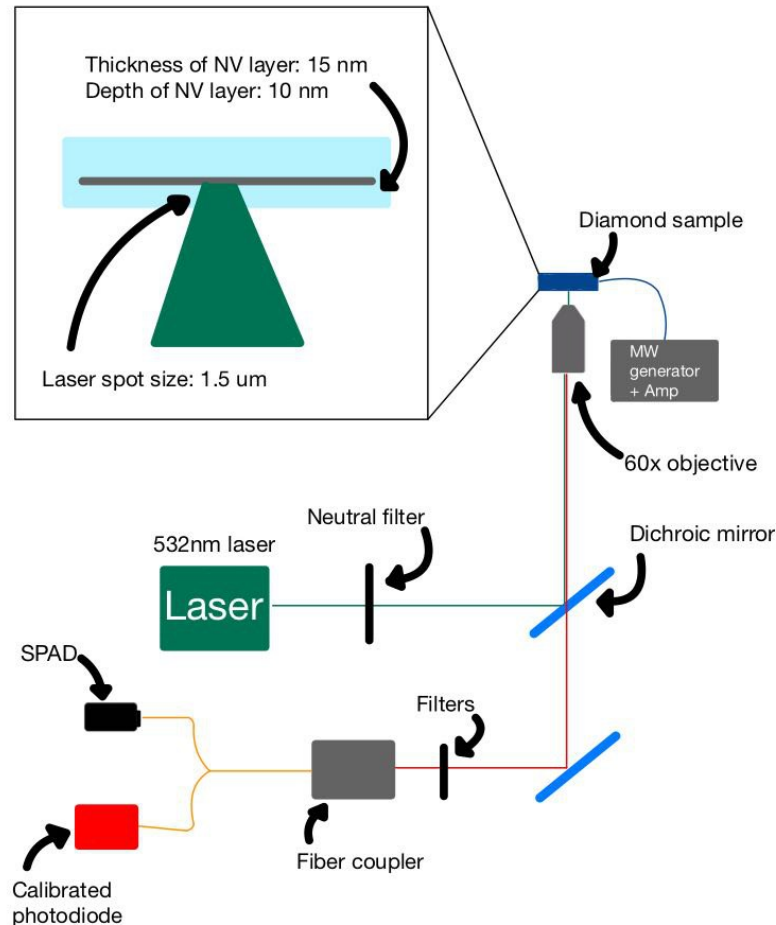 Thickness of NV layer: 15 nm
Depth of NV layer: 10 nm
Laser spot size: 1.5 um
Diamond sample
MW
generator
+ Amp
60x objective
Neutral filter
Dichroic mirror
532nm laser
Laser
SPAD
Filters
Fiber coupler
Calibrated
photodiode